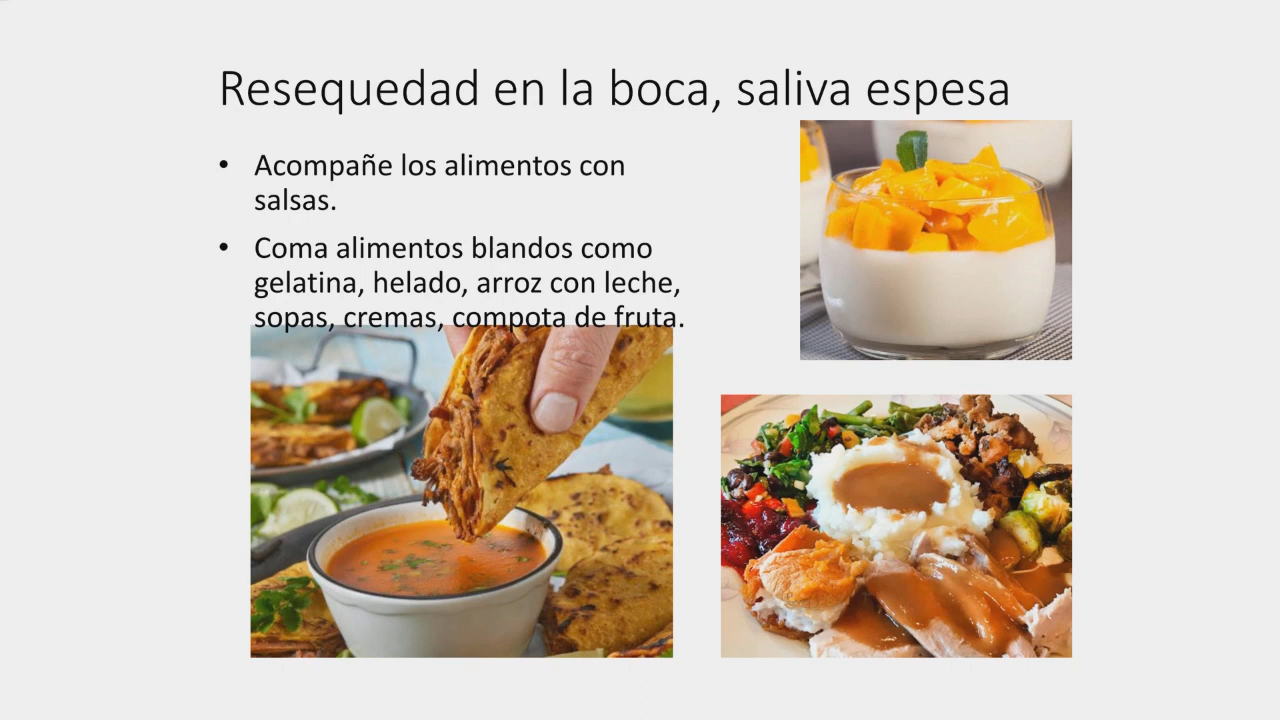 Resequedad en la boca, saliva espesa
• Acompañe los alimentos con
salsas.
• Coma alimentos blandos como
gelatina, helado, arroz con leche,
sopas, cremas, compota de fruta.